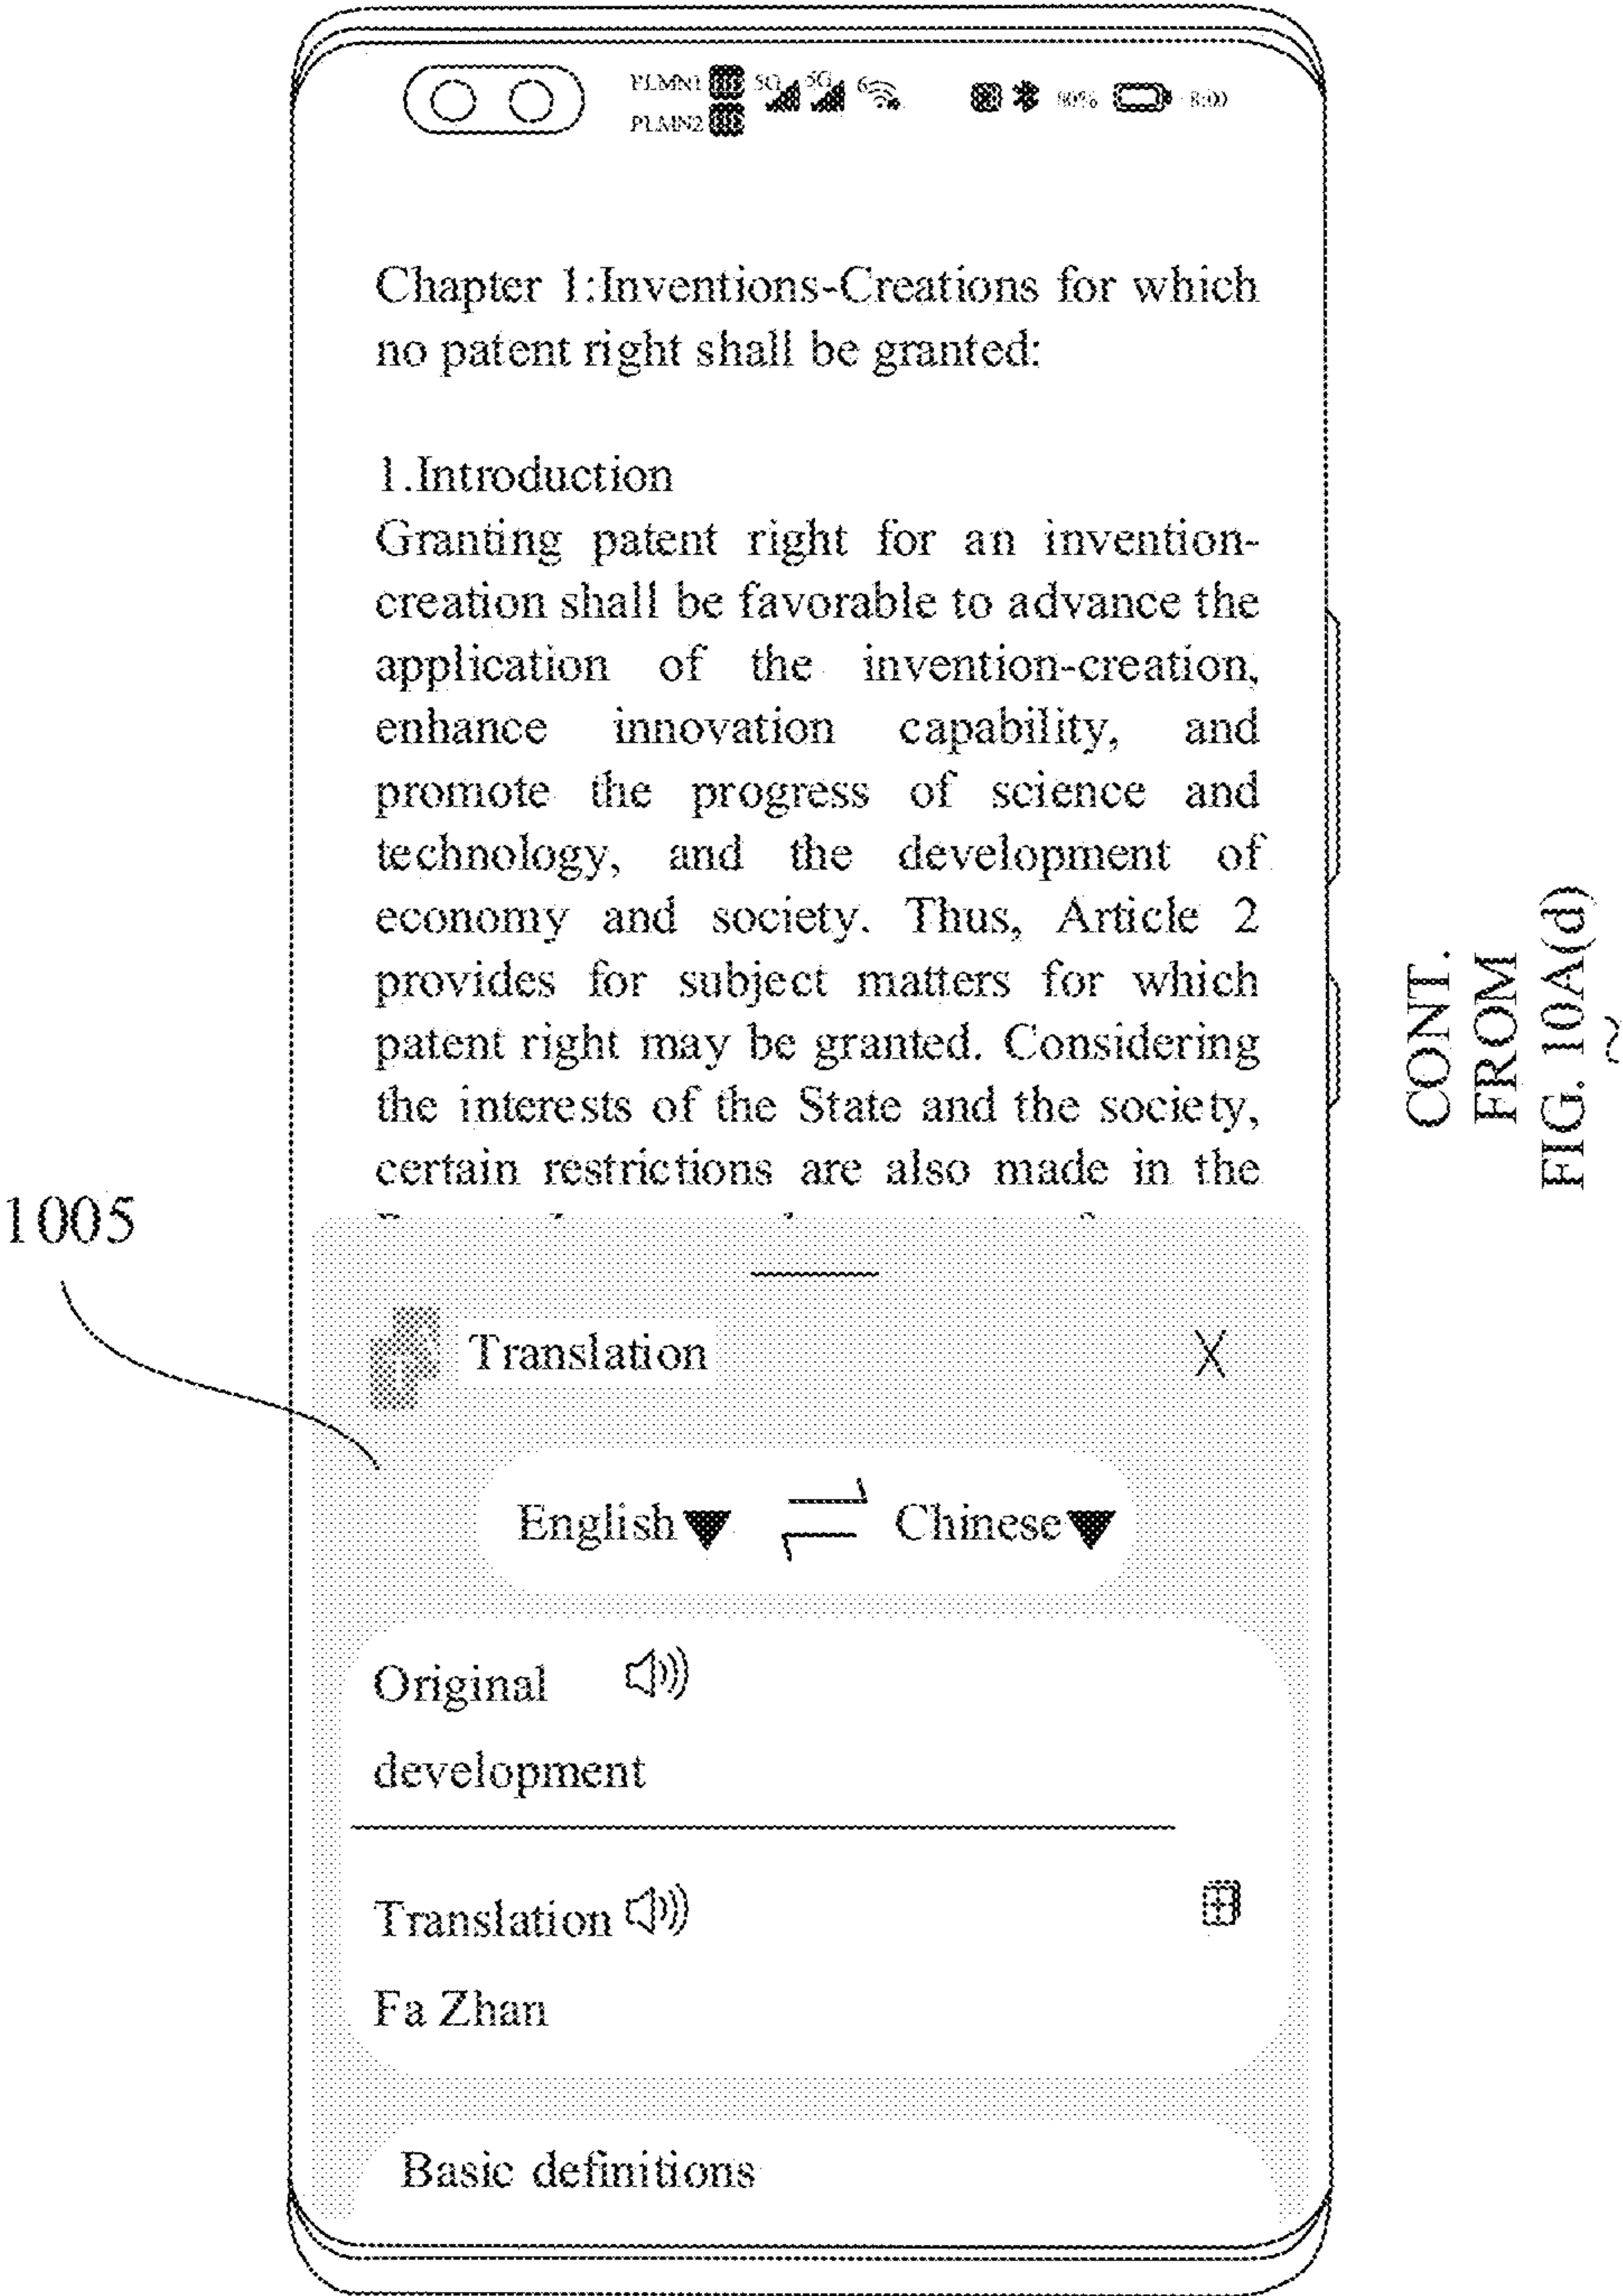 PLMN1 5G 5G 6
PLMN2 80% 8:00
Chapter 1:Inventions-Creations for which
no patent right shall be granted:
1.Introduction
Granting patent right for an invention-
creation shall be favorable to advance the
application of the invention-creation,
enhance innovation capability, and
promote the progress of science and
technology, and the development of
economy and society. Thus, Article 2
provides for subject matters for which
patent right may be granted. Considering
the interests of the State and the society,
certain restrictions are also made in the
1005
Translation X
English Chinese
Original
development
Translation
Fa Zhan
Basic definitions
CONT.
FROM
FIG. 10A(d)
~